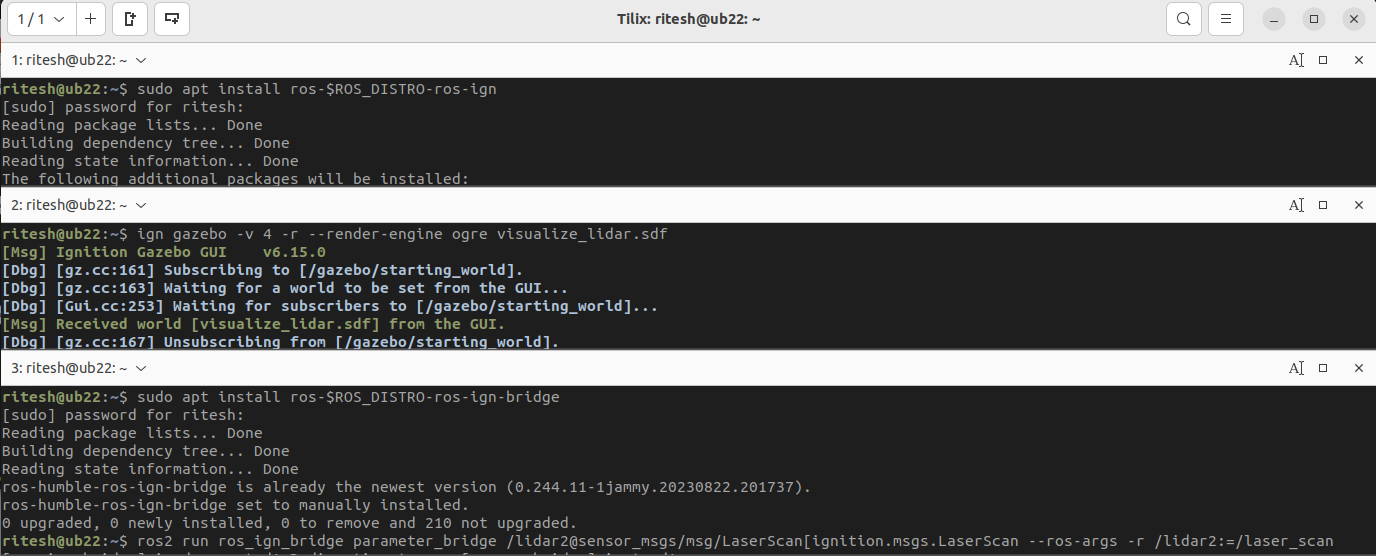 1 / 1
Tilix: ritesh@ub22: ~
1: ritesh@ub22: ~
ritesh@ub22:~$ sudo apt install ros-$ROS_DISTRO-ros-ign
[sudo] password for ritesh:
Reading package lists... Done
Building dependency tree... Done
Reading state information... Done
The following additional packages will be installed:
2: ritesh@ub22: ~
ritesh@ub22:~$ ign gazebo -v 4 -r --render-engine ogre visualize_lidar.sdf
[Msg] Ignition Gazebo GUI    v6.15.0
[Dbg] [gz.cc:161] Subscribing to [/gazebo/starting_world].
[Dbg] [gz.cc:163] Waiting for a world to be set from the GUI...
[Dbg] [Gui.cc:253] Waiting for subscribers to [/gazebo/starting_world]...
[Msg] Received world [visualize_lidar.sdf] from the GUI.
[Dbg] [gz.cc:167] Unsubscribing from [/gazebo/starting_world].
3: ritesh@ub22: ~
ritesh@ub22:~$ sudo apt install ros-$ROS_DISTRO-ros-ign-bridge
[sudo] password for ritesh:
Reading package lists... Done
Building dependency tree... Done
Reading state information... Done
ros-humble-ros-ign-bridge is already the newest version (0.244.11-1jammy.20230822.201737).
ros-humble-ros-ign-bridge set to manually installed.
0 upgraded, 0 newly installed, 0 to remove and 210 not upgraded.
ritesh@ub22:~$ ros2 run ros_ign_bridge parameter_bridge /lidar2@sensor_msgs/msg/LaserScan[ignition.msgs.LaserScan --ros-args -r /lidar2:=/laser_scan